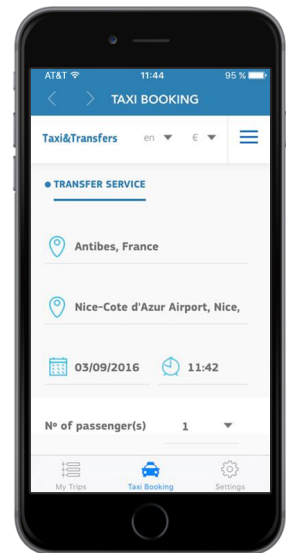 AT&T 11:44 95 %
TAXI BOOKING
Taxi&Transfers en €
TRANSFER SERVICE
Antibes, France
Nice-Cote d'Azur Airport, Nice,
03/09/2016 11:42
Nº of passenger(s) 1
My Trips Taxi Booking Settings